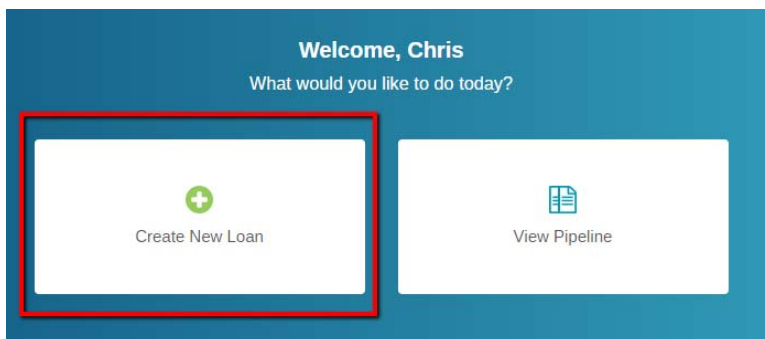 Welcome, Chris
What would you like to do today?
Create New Loan
View Pipeline